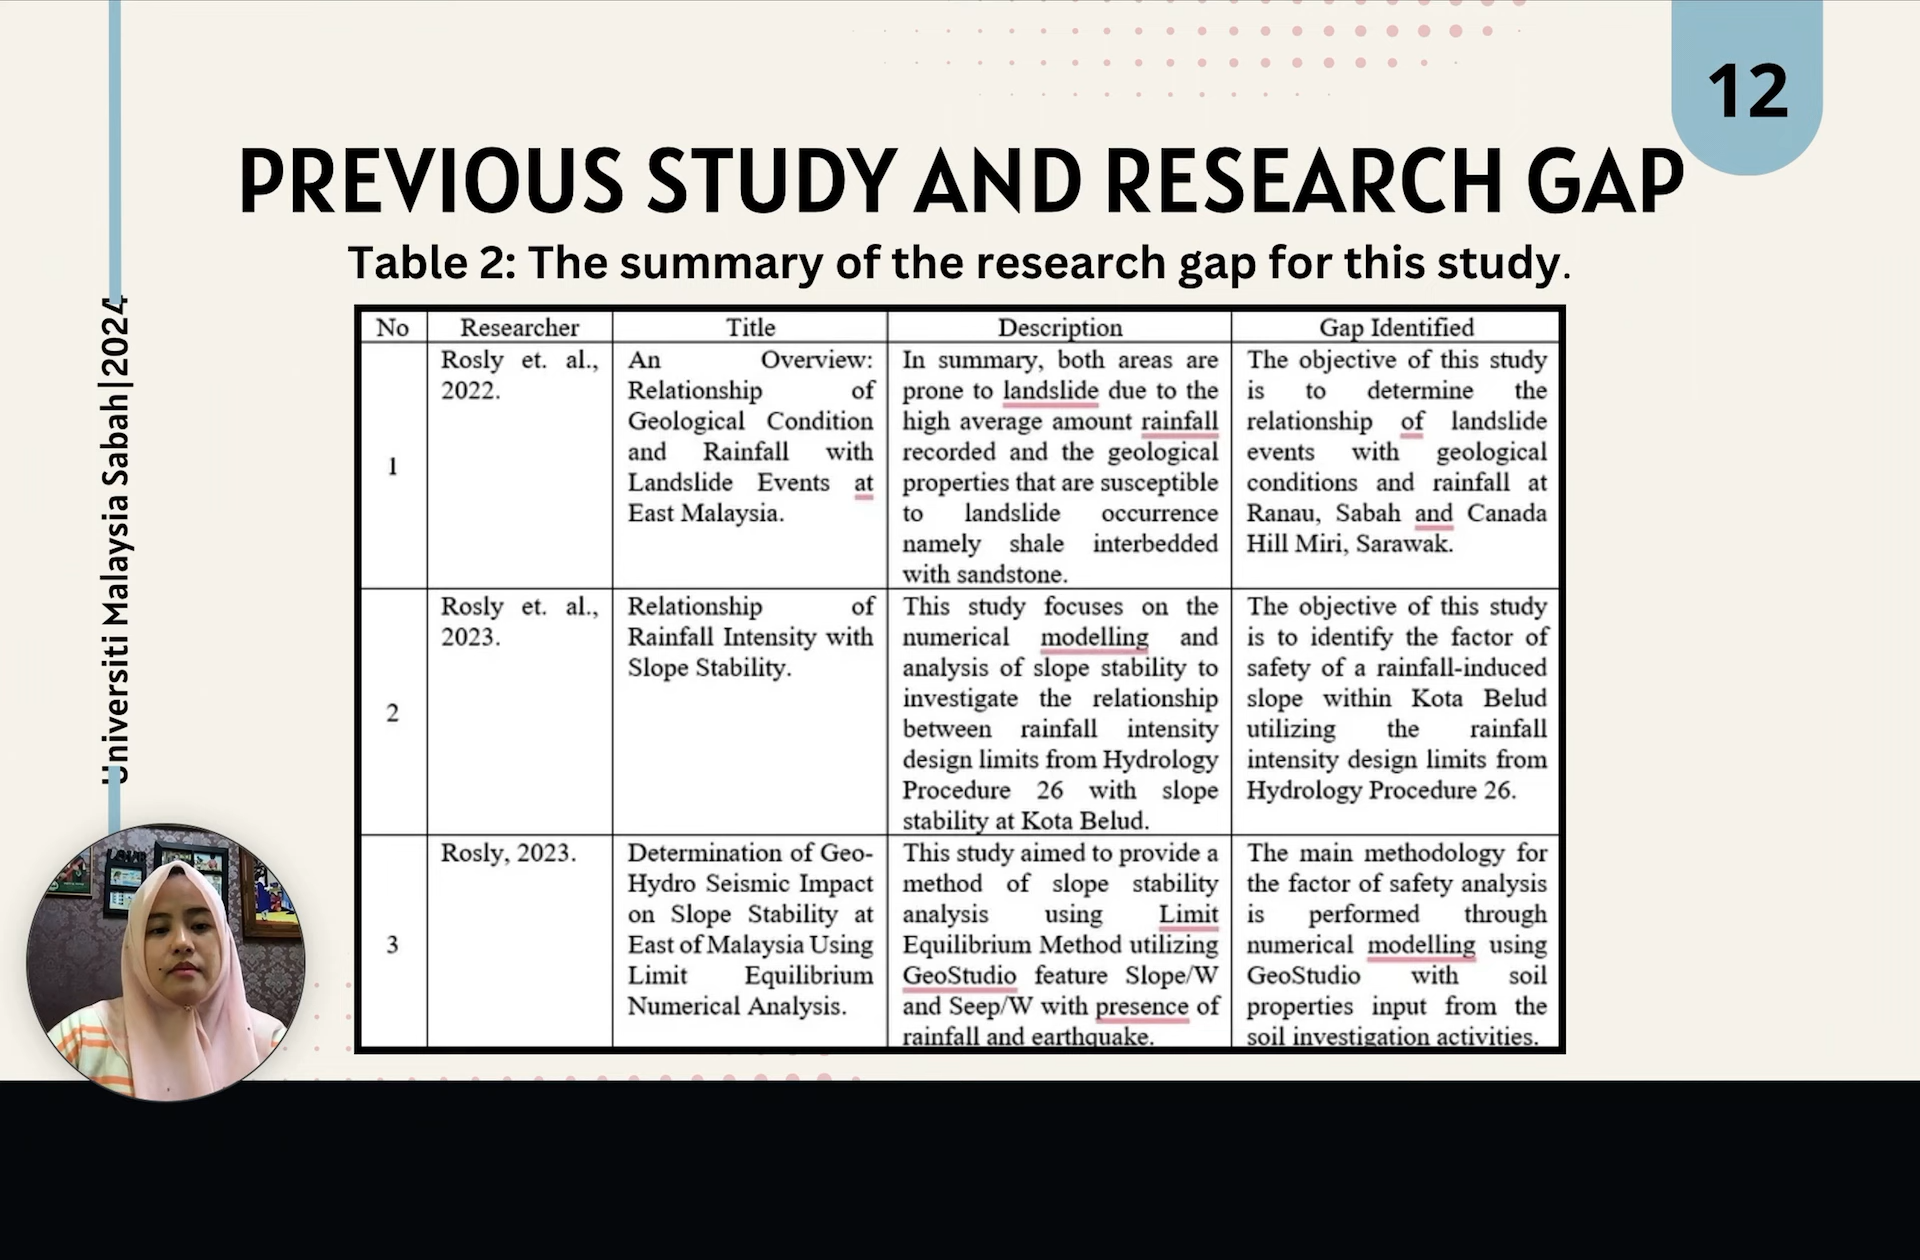 12
PREVIOUS STUDY AND RESEARCH GAP
Table 2: The summary of the research gap for this study.
Universiti Malaysia Sabah|2024
No
Researcher
Title
Description
Gap Identified
1
Rosly et. al.,
2022.
An Overview:
Relationship of
Geological Condition
and Rainfall with
Landslide Events at
East Malaysia.
In summary, both areas are
prone to landslide due to the
high average amount rainfall
recorded and the geological
properties that are susceptible
to landslide occurrence
namely shale interbedded
with sandstone.
The objective of this study
is to determine the
relationship of landslide
events with geological
conditions and rainfall at
Ranau, Sabah and Canada
Hill Miri, Sarawak.
2
Rosly et. al.,
2023.
Relationship of
Rainfall Intensity with
Slope Stability.
This study focuses on the
numerical modelling and
analysis of slope stability to
investigate the relationship
between rainfall intensity
design limits from Hydrology
Procedure 26 with slope
stability at Kota Belud.
The objective of this study
is to identify the factor of
safety of a rainfall-induced
slope within Kota Belud
utilizing the rainfall
intensity design limits from
Hydrology Procedure 26.
3
Rosly, 2023.
Determination of Geo-
Hydro Seismic Impact
on Slope Stability at
East of Malaysia Using
Limit Equilibrium
Numerical Analysis.
This study aimed to provide a
method of slope stability
analysis using Limit
Equilibrium Method utilizing
GeoStudio feature Slope/W
and Seep/W with presence of
rainfall and earthquake.
The main methodology for
the factor of safety analysis
is performed through
numerical modelling using
GeoStudio with soil
properties input from the
soil investigation activities.